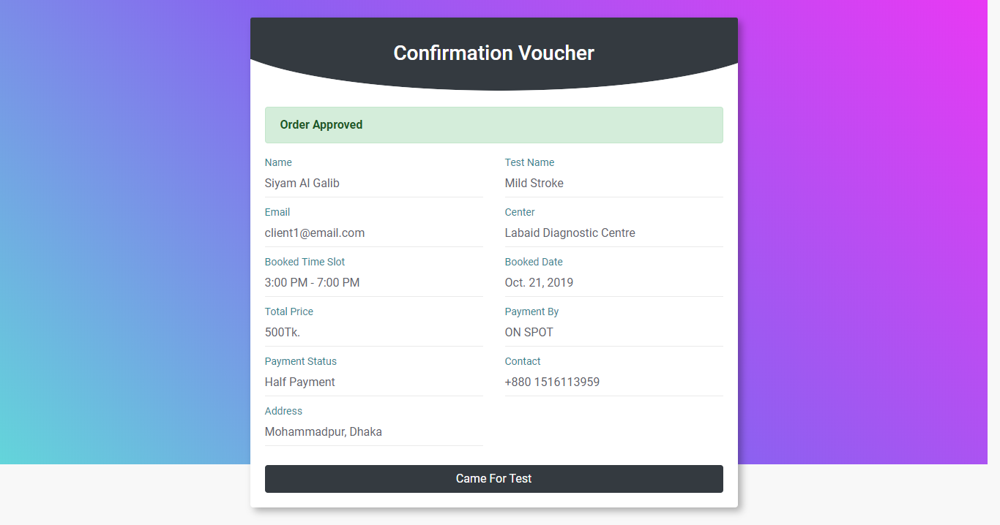 Confirmation Voucher
Order Approved
Name
Siyam Al Galib
Test Name
Mild Stroke
Email
client1@email.com
Center
Labaid Diagnostic Centre
Booked Time Slot
3:00 PM - 7:00 PM
Booked Date
Oct. 21, 2019
Total Price
500Tk.
Payment By
ON SPOT
Payment Status
Half Payment
Contact
+880 1516113959
Address
Mohammadpur, Dhaka
Came For Test